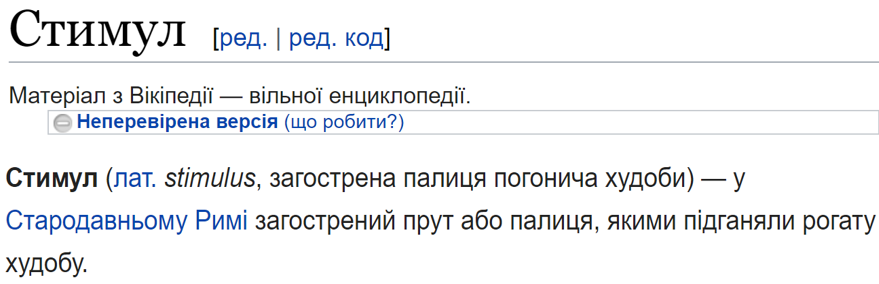 Стимул [ред. | ред. код]
Матеріал з Вікіпедії — вільної енциклопедії.
Неперевірена версія (що робити?)
Стимул (лат. stimulus, загострена палиця погонича худоби) — у
Стародавньому Римі загострений прут або палиця, якими підганяли рогату
худобу.